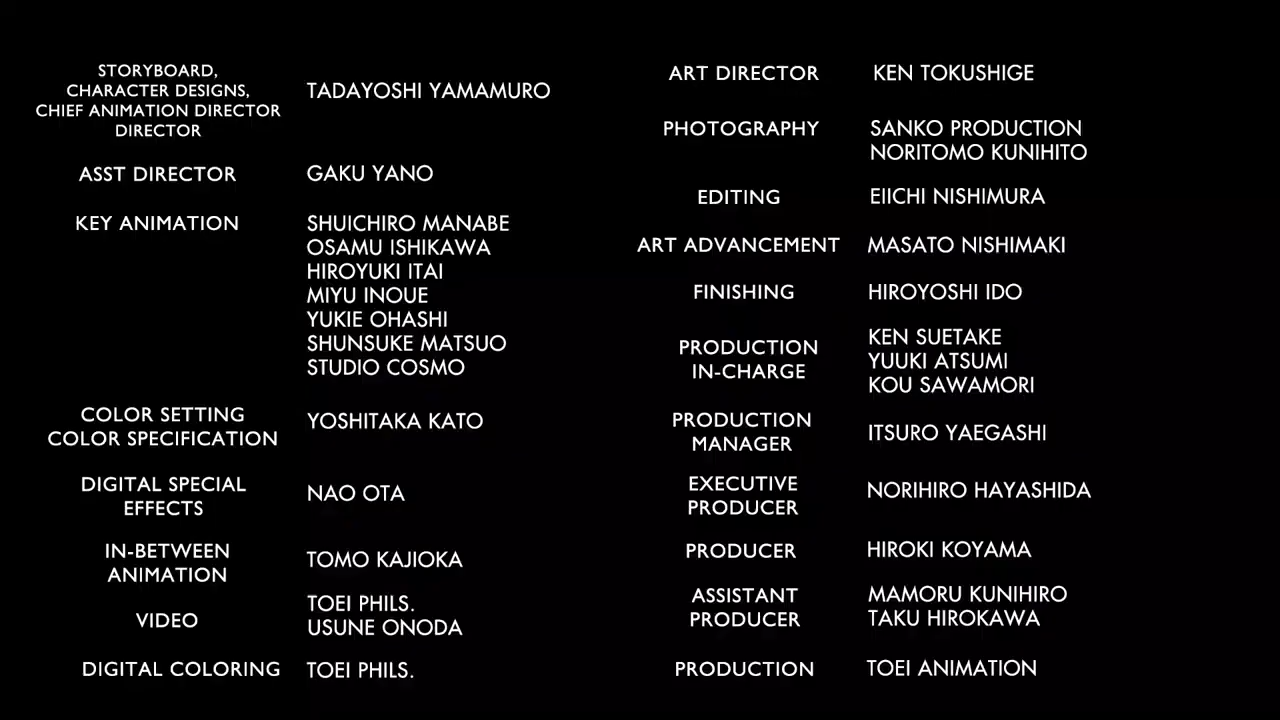 STORYBOARD,
CHARACTER DESIGNS,
CHIEF ANIMATION DIRECTOR
DIRECTOR
TADAYOSHI YAMAMURO
ASST DIRECTOR
GAKU YANO
KEY ANIMATION
SHUICHIRO MANABE
OSAMU ISHIKAWA
HIROYUKI ITAI
MIYU INOUE
YUKIE OHASHI
SHUNSUKE MATSUO
STUDIO COSMO
COLOR SETTING
COLOR SPECIFICATION
YOSHITAKA KATO
DIGITAL SPECIAL
EFFECTS
NAO OTA
IN-BETWEEN
ANIMATION
TOMO KAJIOKA
VIDEO
TOEI PHILS.
USUNE ONODA
DIGITAL COLORING
TOEI PHILS.
ART DIRECTOR
KEN TOKUSHIGE
PHOTOGRAPHY
SANKO PRODUCTION
NORITOMO KUNIHITO
EDITING
EIICHI NISHIMURA
ART ADVANCEMENT
MASATO NISHIMAKI
FINISHING
HIROYOSHI IDO
PRODUCTION
IN-CHARGE
KEN SUETAKE
YUUKI ATSUMI
KOU SAWAMORI
PRODUCTION
MANAGER
ITSURO YAEGASHI
EXECUTIVE
PRODUCER
NORIHIRO HAYASHIDA
PRODUCER
HIROKI KOYAMA
ASSISTANT
PRODUCER
MAMORU KUNIHIRO
TAKU HIROKAWA
PRODUCTION
TOEI ANIMATION